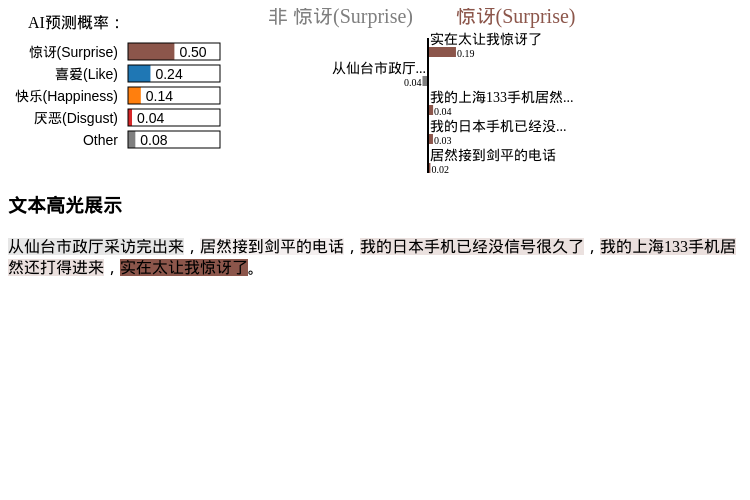 AI预测概率：
惊讶(Surprise) 0.50
喜爱(Like) 0.24
快乐(Happiness) 0.14
厌恶(Disgust) 0.04
Other 0.08
非 惊讶(Surprise) 惊讶(Surprise)
实在太让我惊讶了
0.19
从仙台市政厅...
0.04
我的上海133手机居然...
0.04
我的日本手机已经没...
0.03
居然接到剑平的电话
0.02
文本高光展示
从仙台市政厅采访完出来，居然接到剑平的电话，我的日本手机已经没信号很久了，我的上海133手机居
然还打得进来，实在太让我惊讶了。